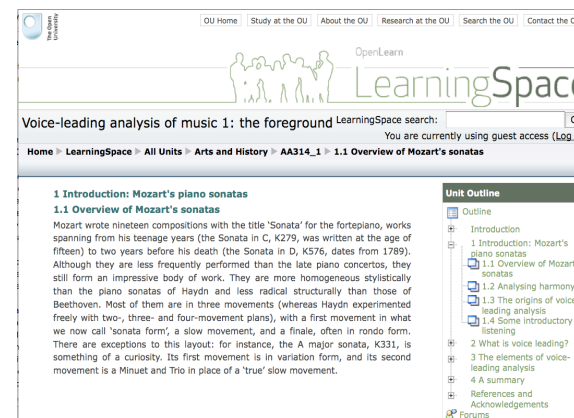 The Open
University
OU Home Study at the OU About the OU Research at the OU Search the OU Contact the
OpenLearn
LearningSpac
Voice-leading analysis of music 1: the foreground LearningSpace search:
You are currently using guest access (Log
Home LearningSpace All Units Arts and History AA314_1 1.1 Overview of Mozart's sonatas
1 Introduction: Mozart's piano sonatas
1.1 Overview of Mozart's sonatas
Mozart wrote nineteen compositions with the title 'Sonata' for the fortepiano, works
spanning from his teenage years (the Sonata in C, K279, was written at the age of
fifteen) to two years before his death (the Sonata in D, K576, dates from 1789).
Although they are less frequently performed than the late piano concertos, they
still form an impressive body of work. They are more homogeneous stylistically
than the piano sonatas of Haydn and less radical structurally than those of
Beethoven. Most of them are in three movements (whereas Haydn experimented
freely with two-, three- and four-movement plans), with a first movement in what
we now call 'sonata form', a slow movement, and a finale, often in rondo form.
There are exceptions to this layout: for instance, the A major sonata, K331, is
something of a curiosity. Its first movement is in variation form, and its second
movement is a Minuet and Trio in place of a 'true' slow movement.
Unit Outline
Outline
Introduction
1 Introduction: Mozart's
piano sonatas
1.1 Overview of Mozart
sonatas
1.2 Analysing harmony
1.3 The origins of voice
leading analysis
1.4 Some introductory
listening
2 What is voice leading?
3 The elements of voice-
leading analysis
4 A summary
References and
Acknowledgements
Forums